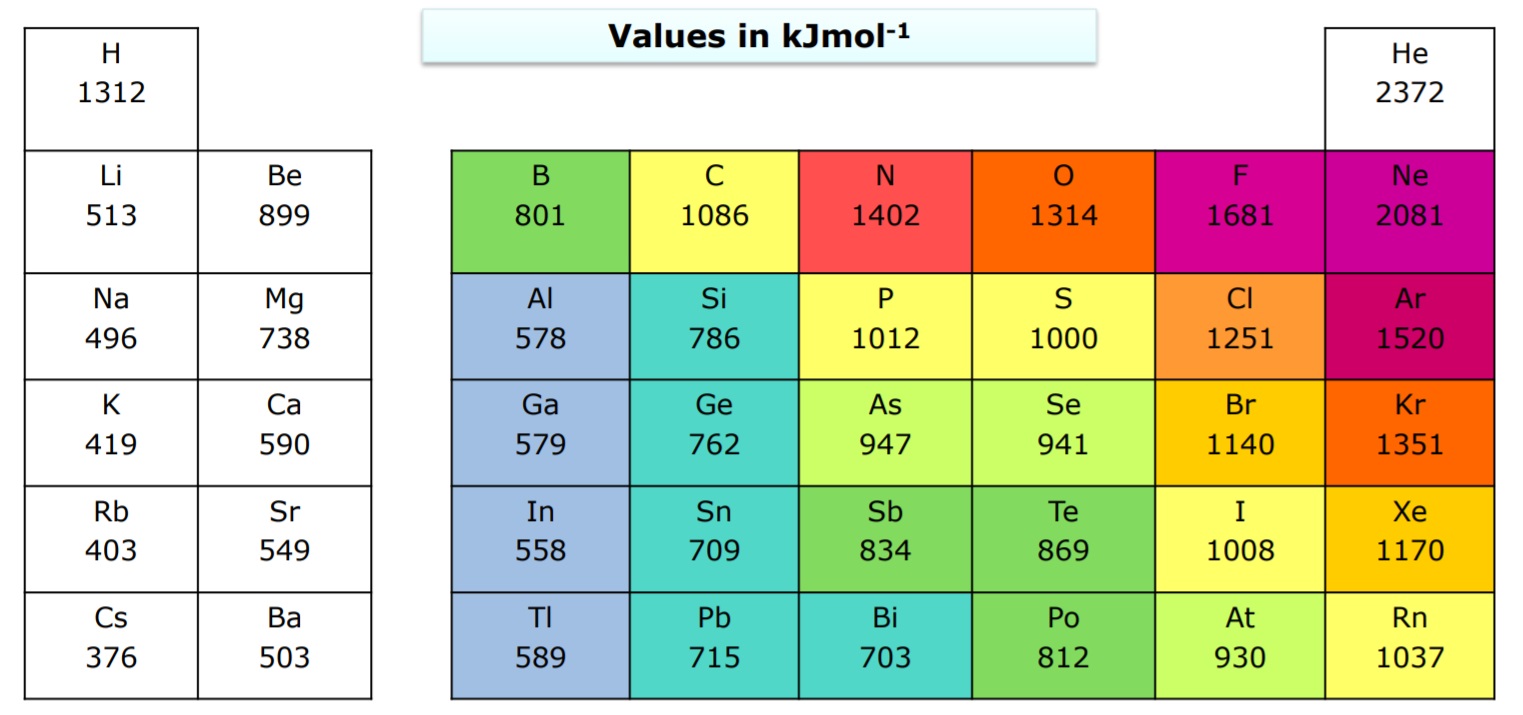 Values in kJmol-1
H
1312
He
2372
Li
513
Be
899
B
801
C
1086
N
1402
O
1314
F
1681
Ne
2081
Na
496
Mg
738
Al
578
Si
786
P
1012
S
1000
Cl
1251
Ar
1520
K
419
Ca
590
Ga
579
Ge
762
As
947
Se
941
Br
1140
Kr
1351
Rb
403
Sr
549
In
558
Sn
709
Sb
834
Te
869
I
1008
Xe
1170
Cs
376
Ba
503
Tl
589
Pb
715
Bi
703
Po
812
At
930
Rn
1037